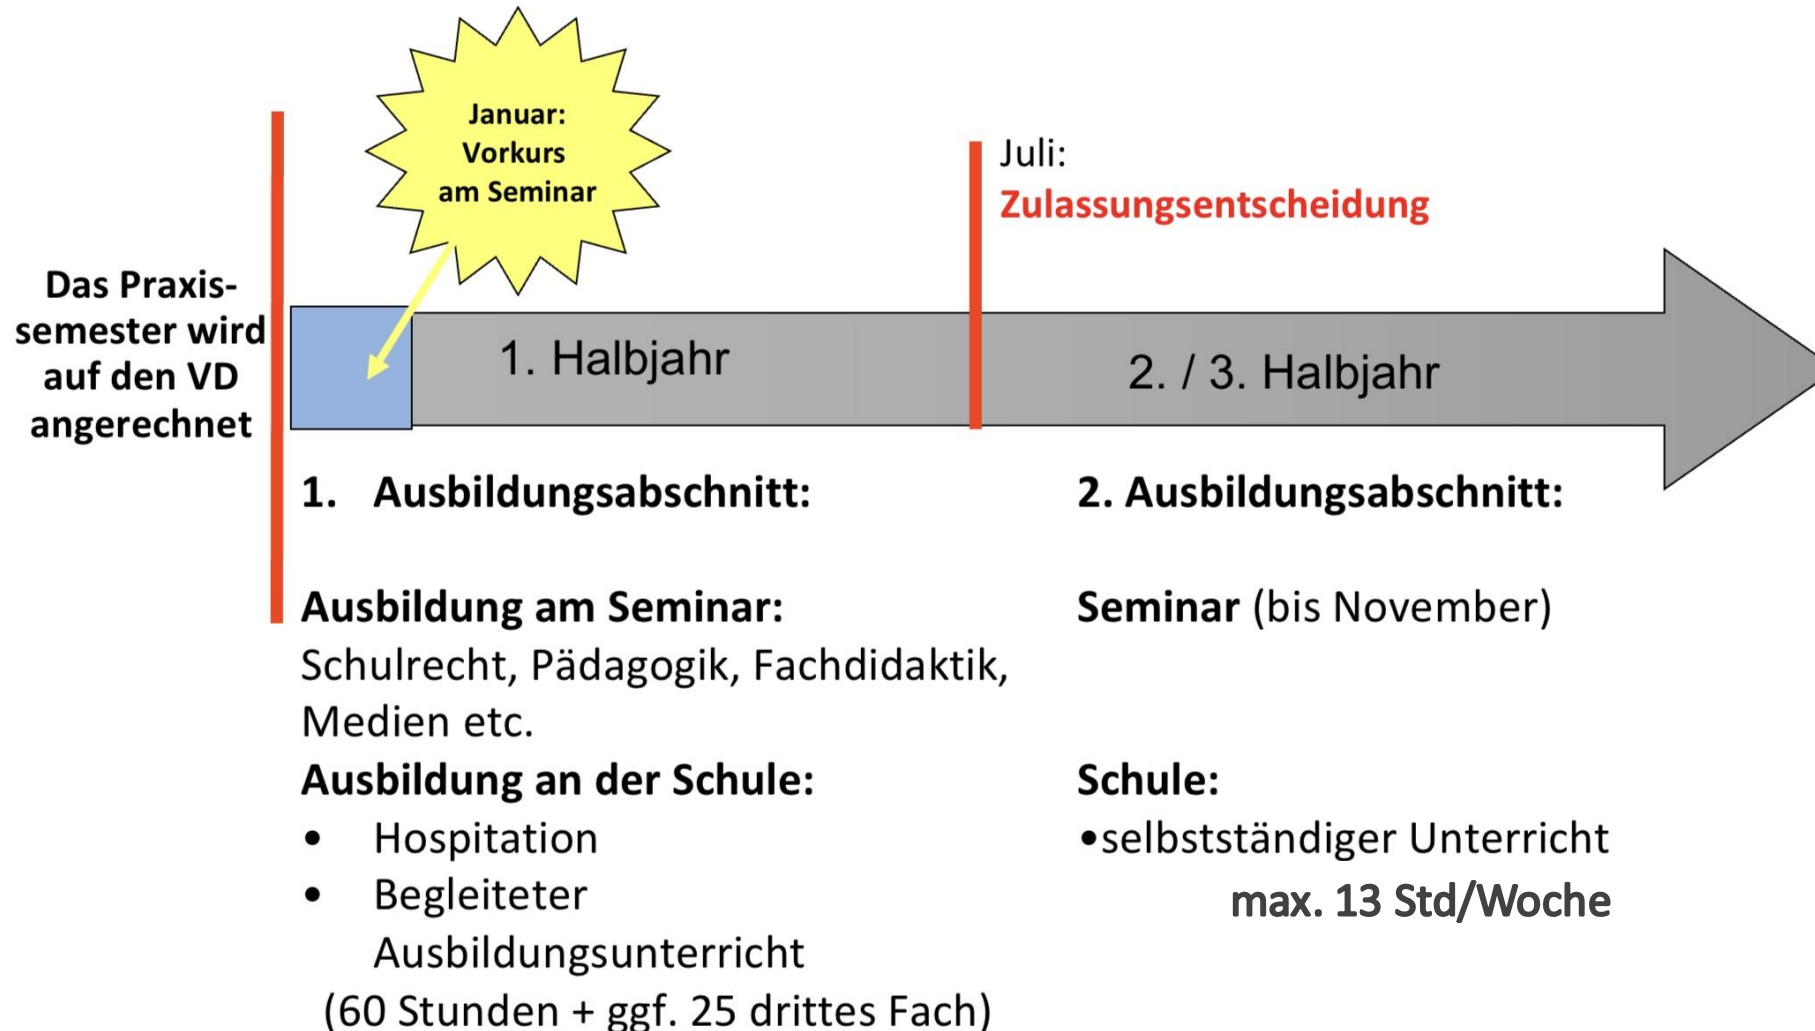 Januar:
Vorkurs
am Seminar
Juli:
Zulassungsentscheidung
Das Praxis-
semester wird
auf den VD
angerechnet
1. Halbjahr
2. / 3. Halbjahr
1. Ausbildungsabschnitt:
Ausbildung am Seminar:
Schulrecht, Pädagogik, Fachdidaktik,
Medien etc.
Ausbildung an der Schule:
• Hospitation
• Begleiteter
Ausbildungsunterricht
(60 Stunden + ggf. 25 drittes Fach)
2. Ausbildungsabschnitt:
Seminar (bis November)
Schule:
•selbstständiger Unterricht
max. 13 Std/Woche